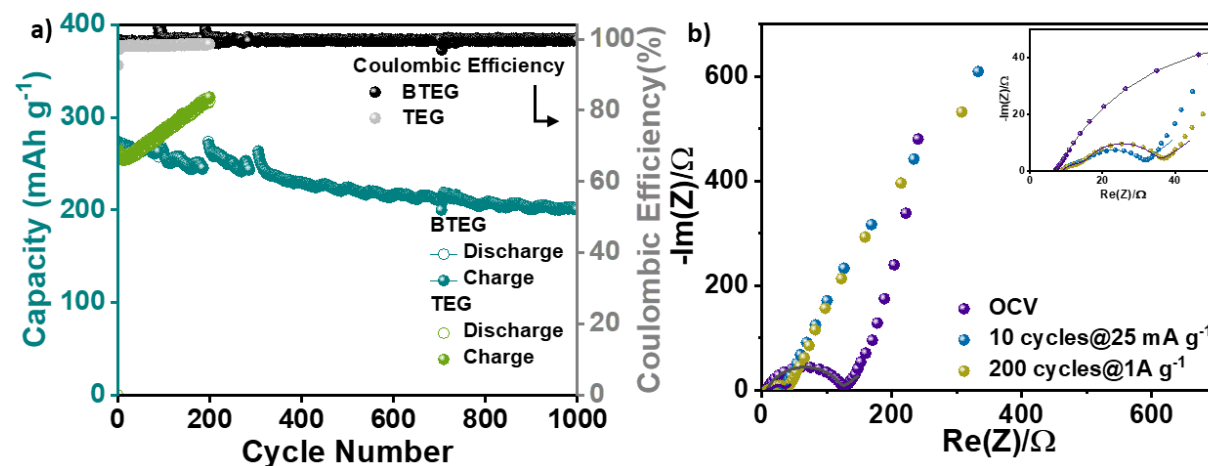 a)
400
300
200
100
0
Capacity (mAh g⁻¹)
0 200 400 600 800 1000
Cycle Number
100
80
60
40
20
0
Coulombic Efficiency(%)
Coulombic Efficiency
BTEG
TEG
BTEG
Discharge
Charge
TEG
Discharge
Charge
b)
600
400
200
0
-Im(Z)/Ω
0 200 400 600
Re(Z)/Ω
OCV
10 cycles@25 mA g⁻¹
200 cycles@1A g⁻¹
40
20
0
-Im(Z)/Ω
0 20 40
Re(Z)/Ω